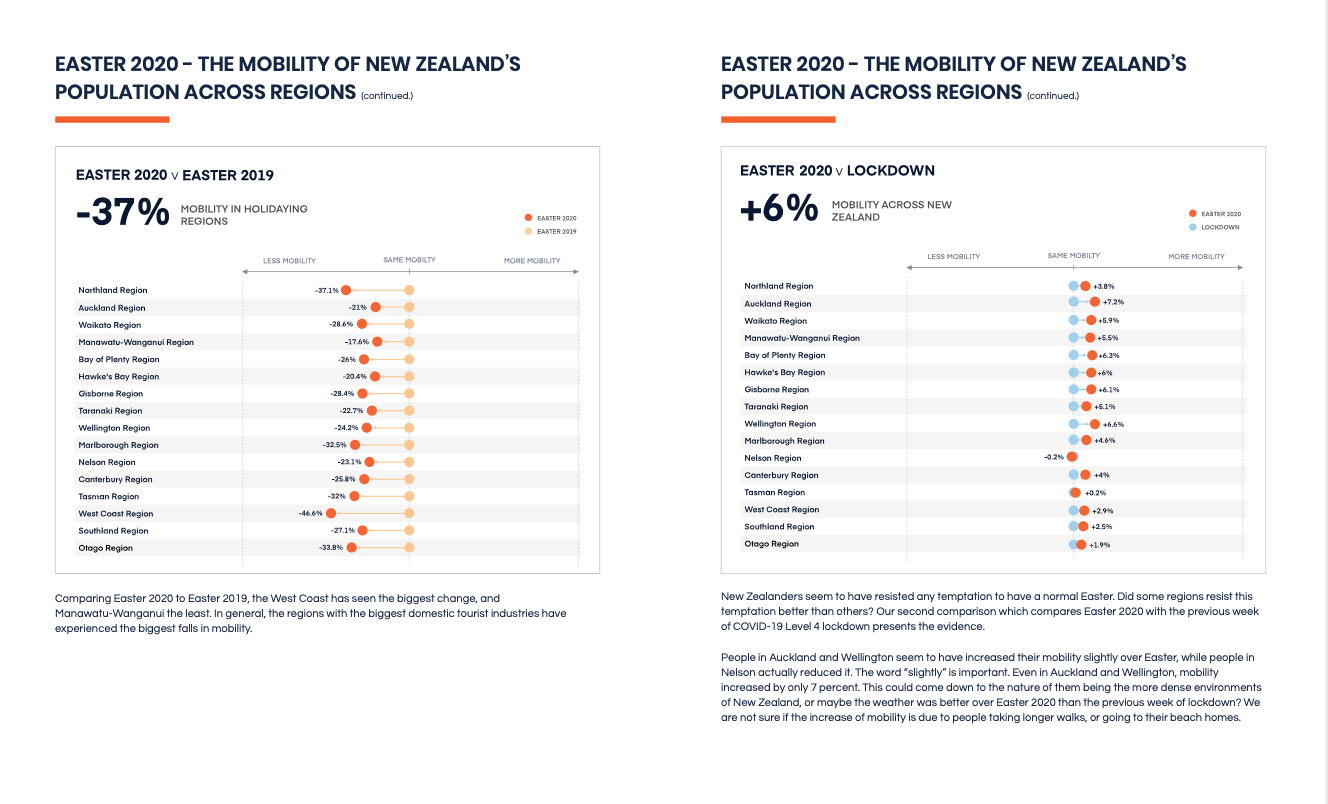 EASTER 2020 – THE MOBILITY OF NEW ZEALAND'S
POPULATION ACROSS REGIONS (continued.)
EASTER 2020 v EASTER 2019
-37% MOBILITY IN HOLIDAYING
REGIONS
EASTER 2020
EASTER 2019
LESS MOBILITY SAME MOBILTY MORE MOBILITY
Northland Region -37.1%
Auckland Region -21%
Waikato Region -28.6%
Manawatu-Wanganui Region -17.6%
Bay of Plenty Region -26%
Hawke's Bay Region -20.4%
Gisborne Region -28.4%
Taranaki Region -22.7%
Wellington Region -24.2%
Marlborough Region -32.5%
Nelson Region -23.1%
Canterbury Region -25.8%
Tasman Region -32%
West Coast Region -46.6%
Southland Region -27.1%
Otago Region -33.8%
Comparing Easter 2020 to Easter 2019, the West Coast has seen the biggest change, and
Manawatu-Wanganui the least. In general, the regions with the biggest domestic tourist industries have
experienced the biggest falls in mobility.
EASTER 2020 – THE MOBILITY OF NEW ZEALAND'S
POPULATION ACROSS REGIONS (continued.)
EASTER 2020 v LOCKDOWN
+6% MOBILITY ACROSS NEW
ZEALAND
EASTER 2020
LOCKDOWN
LESS MOBILITY SAME MOBILITY MORE MOBILITY
Northland Region +3.8%
Auckland Region +7.2%
Waikato Region +5.9%
Manawatu-Wanganui Region +5.5%
Bay of Plenty Region +6.3%
Hawke's Bay Region +6%
Gisborne Region +6.1%
Taranaki Region +5.1%
Wellington Region +6.6%
Marlborough Region +4.6%
Nelson Region -0.2%
Canterbury Region +4%
Tasman Region +0.2%
West Coast Region +2.9%
Southland Region +2.5%
Otago Region +1.9%
New Zealanders seem to have resisted any temptation to have a normal Easter. Did some regions resist this
temptation better than others? Our second comparison which compares Easter 2020 with the previous week
of COVID-19 Level 4 lockdown presents the evidence.
People in Auckland and Wellington seem to have increased their mobility slightly over Easter, while people in
Nelson actually reduced it. The word “slightly” is important. Even in Auckland and Wellington, mobility
increased by only 7 percent. This could come down to the nature of them being the more dense environments
of New Zealand, or maybe the weather was better over Easter 2020 than the previous week of lockdown? We
are not sure if the increase of mobility is due to people taking longer walks, or going to their beach homes.